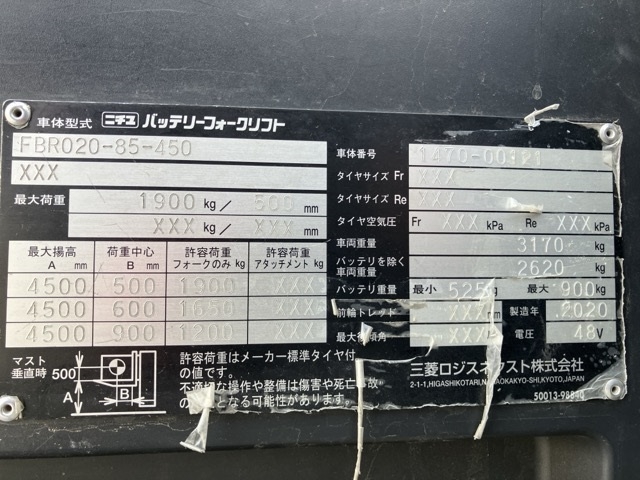 車体型式 ニチユ バッテリーフォークリフト
FBRO20-85-450
XXX
最大荷重 1900 kg/ 500 mm
XXX kg/ XXX mm
最大揚高 A mm 荷重中心 B mm 許容荷重 フォークのみ kg 許容荷重 アタッチメント kg
4500 500 1900 XXX
4500 600 XXX
4500 900 1200 XXX
マスト垂直時 500 A B
許容荷重はメーカー標準タイヤ付の値です。
不適切な操作や整備は傷害や死亡事故の
となる可能性があります。
車体番号
タイヤサイズ Fr XXX
タイヤサイズ Re XXX
タイヤ空気圧 Fr XXX kPa Re XXX kPa
車両重量 3170 kg
バッテリを除く車両重量 2620 kg
バッテリ重量 最小 525 kg 最大 900 kg
前輪トレッド XXX mm 製造年 2020
電圧 48 V
三菱ロジスネクスト株式会社
2-1-1, HIGASHIKOTARI, NAGAOKAKYO-SHI, KYOTO, JAPAN